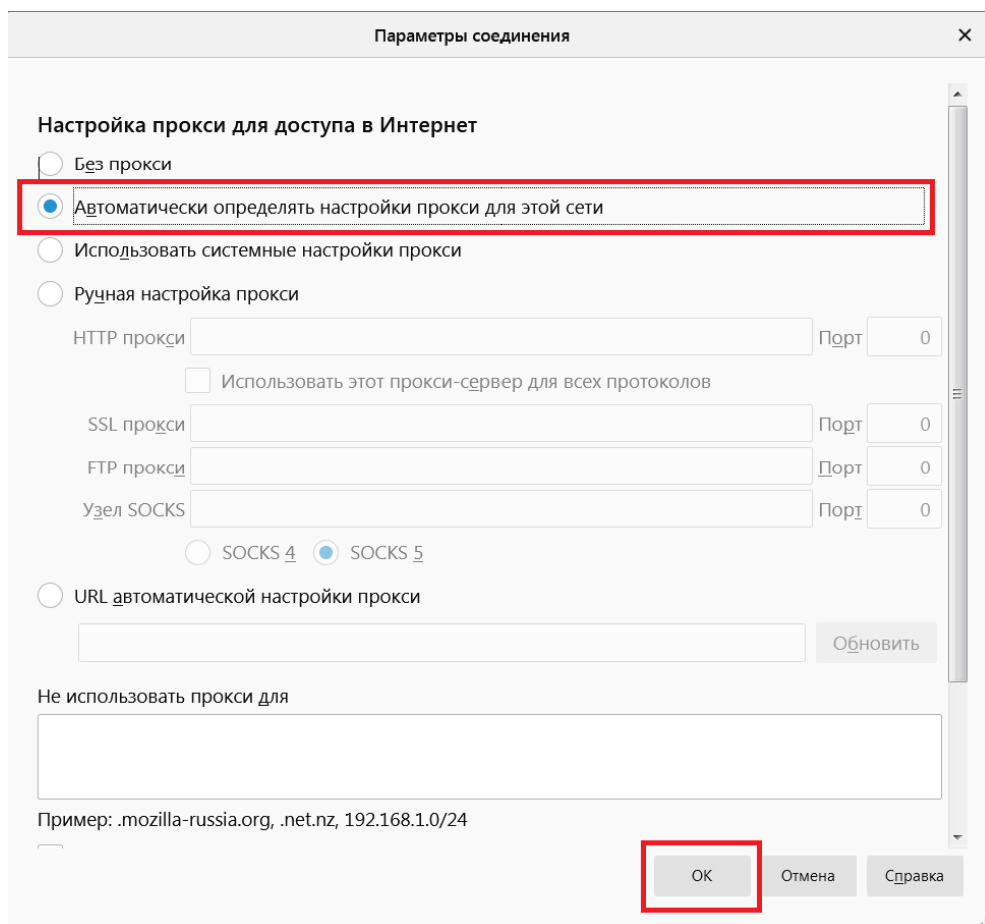 Параметры соединения
Настройка прокси для доступа в Интернет
Без прокси
Автоматически определять настройки прокси для этой сети
Использовать системные настройки прокси
Ручная настройка прокси
HTTP прокси Порт 0
Использовать этот прокси-сервер для всех протоколов
SSL прокси Порт 0
FTP прокси Порт 0
Узел SOCKS Порт 0
SOCKS 4 SOCKS 5
URL автоматической настройки прокси
Обновить
Не использовать прокси для
Пример: .mozilla-russia.org, .net.nz, 192.168.1.0/24
OK Отмена Справка